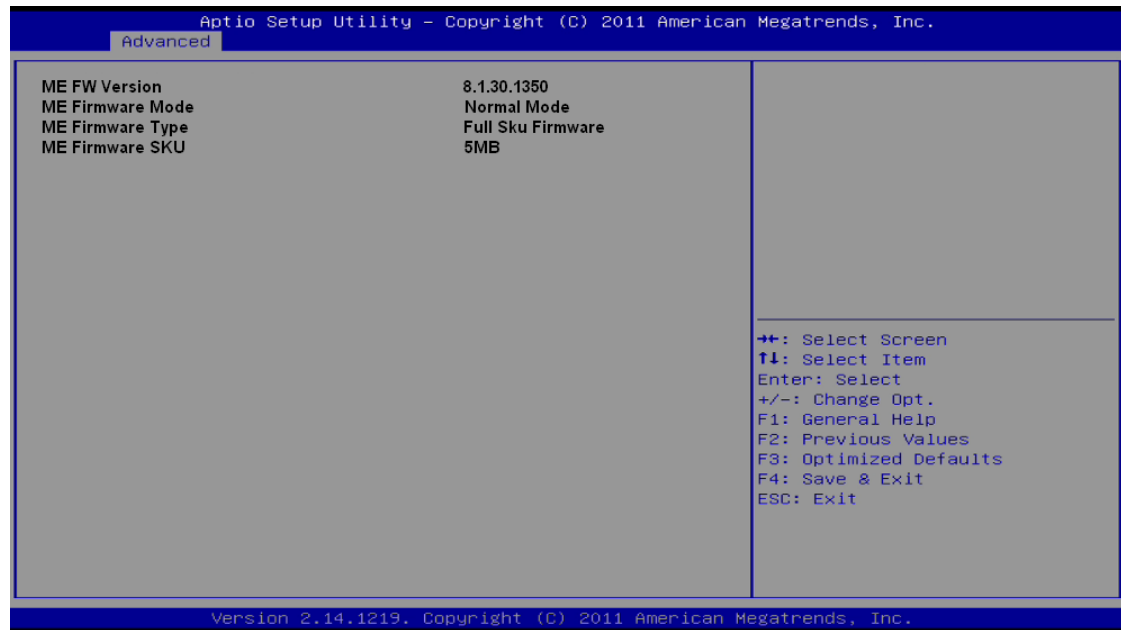 Aptio Setup Utility – Copyright (C) 2011 American Megatrends, Inc.
Advanced
ME FW Version 8.1.30.1350
ME Firmware Mode Normal Mode
ME Firmware Type Full Sku Firmware
ME Firmware SKU 5MB
→←: Select Screen
↑↓: Select Item
Enter: Select
+/-: Change Opt.
F1: General Help
F2: Previous Values
F3: Optimized Defaults
F4: Save & Exit
ESC: Exit
Version 2.14.1219. Copyright (C) 2011 American Megatrends, Inc.